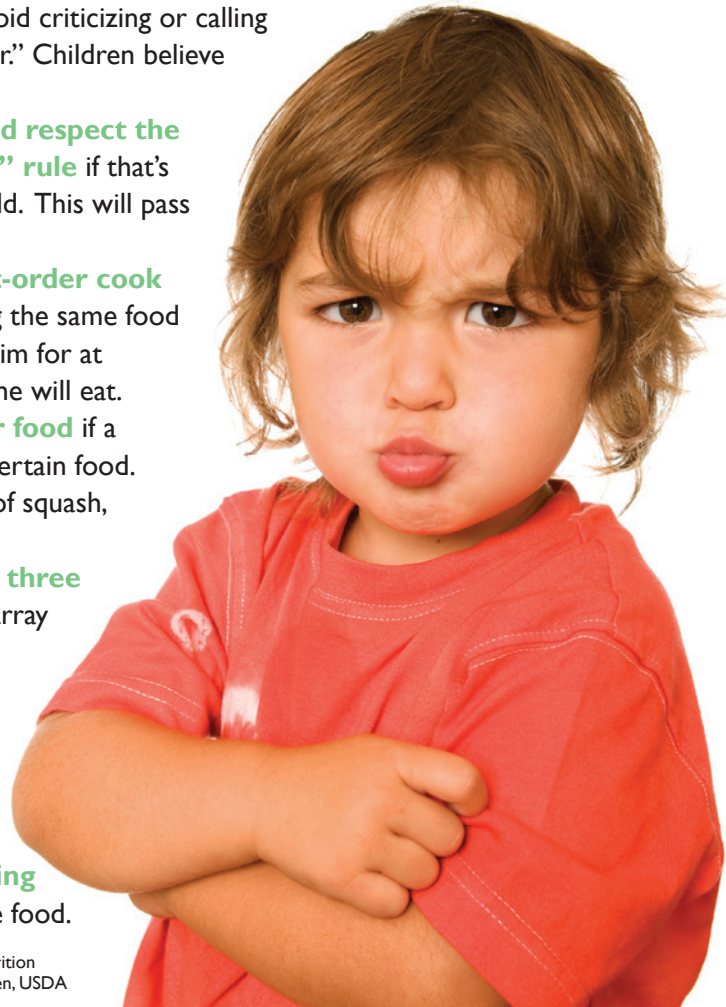 oid criticizing or calling
r.” Children believe
d respect the
” rule if that’s
ld. This will pass
t-order cook
g the same food
im for at
he will eat.
r food if a
ertain food.
of squash,
three
rray
ing
e food.
rition
en, USDA